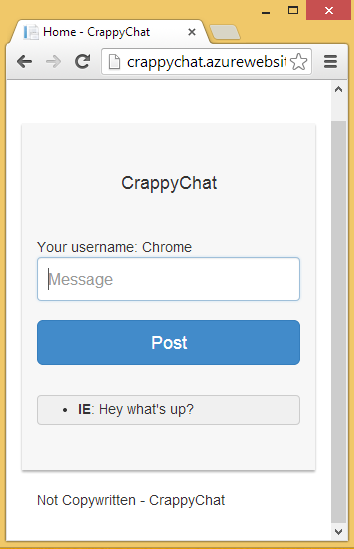 Home - CrappyChat
crappychat.azurewebsit
CrappyChat
Your username: Chrome
Message
Post
IE: Hey what's up?
Not Copywritten - CrappyChat